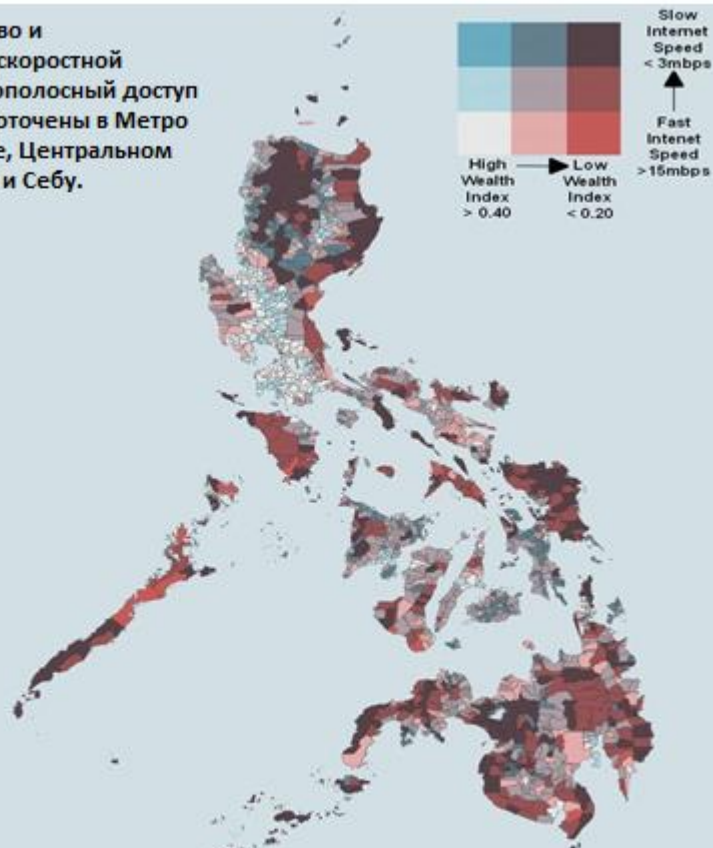 во и
скоростной
ополосный доступ
оточены в Метро
е, Центральном
и Себу.
Slow
Internet
Speed
< 3mbps
Fast
Intenet
Speed
>15mbps
High
Wealth
Index
> 0.40
Low
Wealth
Index
< 0.20